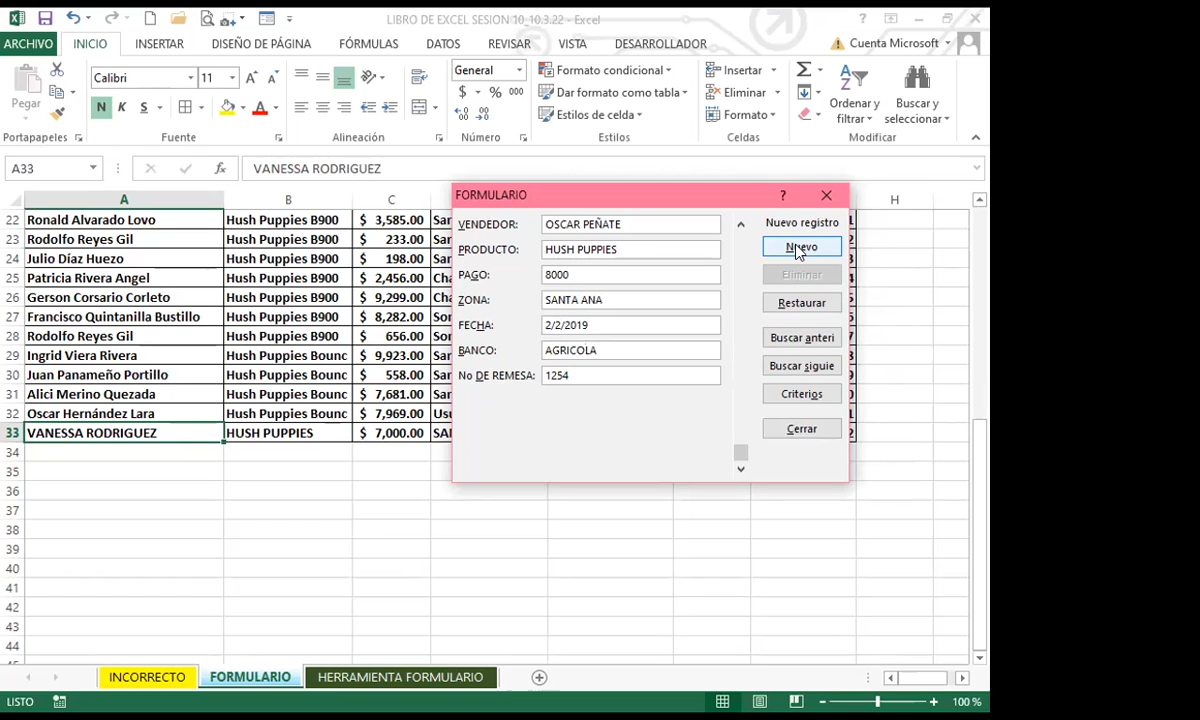 LIBRO DE EXCEL SESION 10_10.3.22 - Excel
ARCHIVO INICIO INSERTAR DISEÑO DE PÁGINA FÓRMULAS DATOS REVISAR VISTA DESARROLLADOR Cuenta Microsoft
Calibri 11 General Formato condicional Insertar
Pegar N K S $ % 000 Dar formato como tabla Eliminar Ordenar y filtrar Buscar y seleccionar
Estilos de celda Formato
Portapapeles Fuente Alineación Número Estilos Celdas Modificar
A33 fx VANESSA RODRIGUEZ
A B C H
22 Ronald Alvarado Lovo Hush Puppies B900 $ 3,585.00
23 Rodolfo Reyes Gil Hush Puppies B900 $ 233.00
24 Julio Díaz Huezo Hush Puppies B900 $ 198.00
25 Patricia Rivera Angel Hush Puppies B900 $ 2,456.00
26 Gerson Corsario Corleto Hush Puppies B900 $ 9,299.00
27 Francisco Quintanilla Bustillo Hush Puppies B900 $ 8,282.00
28 Rodolfo Reyes Gil Hush Puppies B900 $ 656.00
29 Ingrid Viera Rivera Hush Puppies Bounc $ 9,923.00
30 Juan Panameño Portillo Hush Puppies Bounc $ 558.00
31 Alici Merino Quezada Hush Puppies Bounc $ 7,681.00
32 Oscar Hernández Lara Hush Puppies Bounc $ 7,969.00
33 VANESSA RODRIGUEZ HUSH PUPPIES $ 7,000.00
34
35
36
37
38
39
40
41
42
43
44
FORMULARIO ?
VENDEDOR: OSCAR PEÑATE
PRODUCTO: HUSH PUPPIES
PAGO: 8000
ZONA: SANTA ANA
FECHA: 2/2/2019
BANCO: AGRICOLA
No DE REMESA: 1254
Nuevo registro
Nuevo
Eliminar
Restaurar
Buscar anteri
Buscar siguie
Criterios
Cerrar
INCORRECTO FORMULARIO HERRAMIENTA FORMULARIO
LISTO 100 %